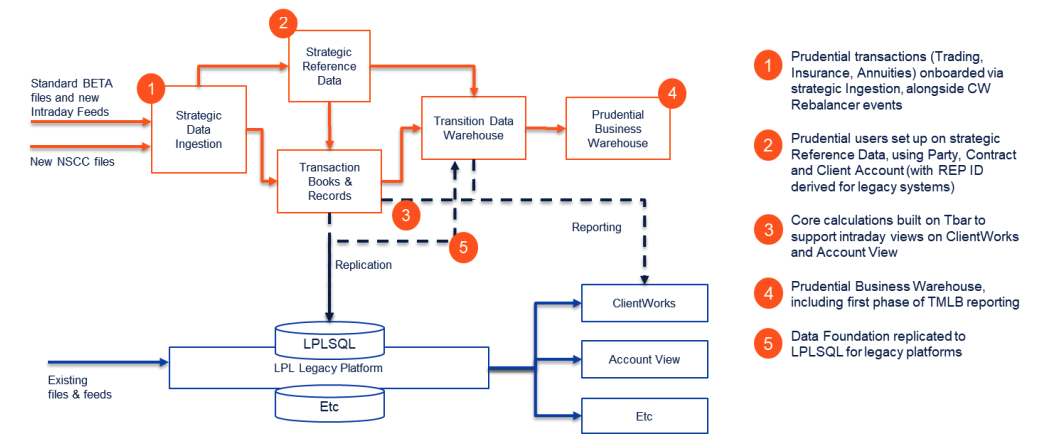 2
Strategic
Reference
Data
Standard BETA
files and new
Intraday Feeds
1
Strategic
Data
Ingestion
New NSCC files
Transition Data
Warehouse
4
Prudential
Business
Warehouse
Transaction
Books &
Records
3
5
Reporting
Replication
ClientWorks
LPLSQL
LPL Legacy Platform
Account View
Existing
files & feeds
Etc
Etc
1
Prudential transactions (Trading,
Insurance, Annuities) onboarded via
strategic Ingestion, alongside CW
Rebalancer events
2
Prudential users set up on strategic
Reference Data, using Party, Contract
and Client Account (with REP ID
derived for legacy systems)
3
Core calculations built on Tbar to
support intraday views on ClientWorks
and Account View
4
Prudential Business Warehouse,
including first phase of TMLB reporting
5
Data Foundation replicated to
LPLSQL for legacy platforms